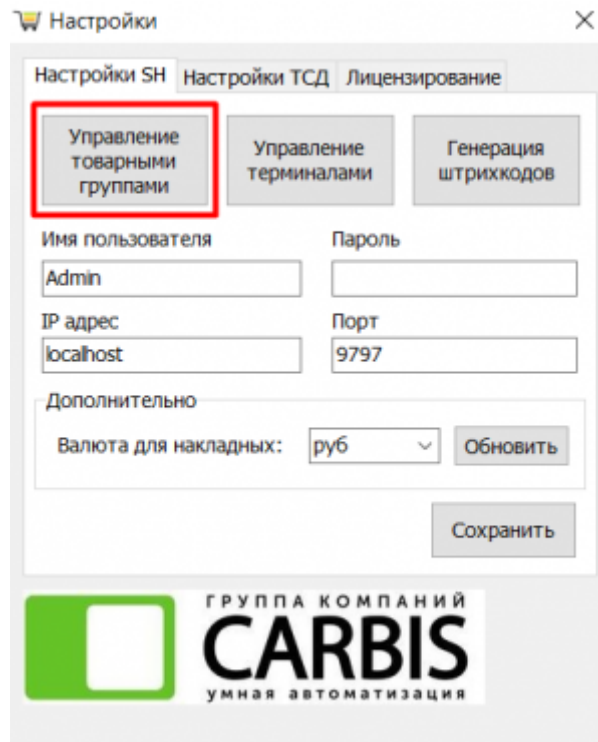 Настройки
Настройки SH Настройки ТСД Лицензирование
Управление
товарными
группами
Управление
терминалами
Генерация
штрихкодов
Имя пользователя Пароль
Admin
IP адрес Порт
localhost 9797
Дополнительно
Валюта для накладных: руб Обновить
Сохранить
ГРУППА КОМПАНИЙ
CARBIS
умная автоматизация